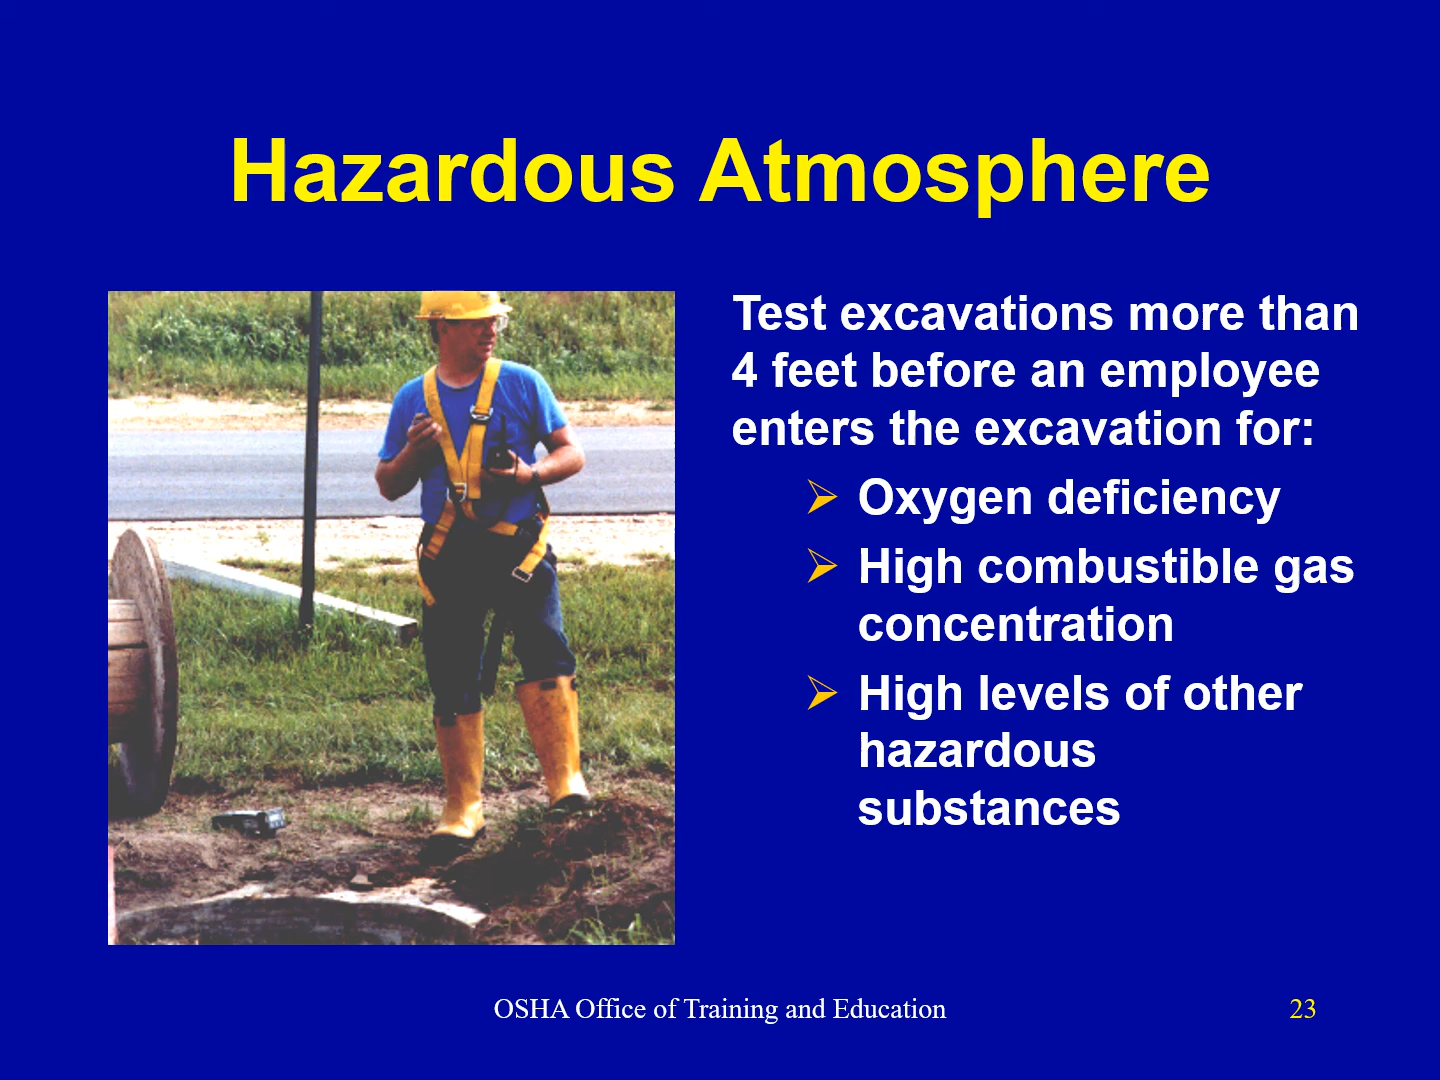 Hazardous Atmosphere
Test excavations more than
4 feet before an employee
enters the excavation for:
Oxygen deficiency
High combustible gas
concentration
High levels of other
hazardous
substances
OSHA Office of Training and Education
23